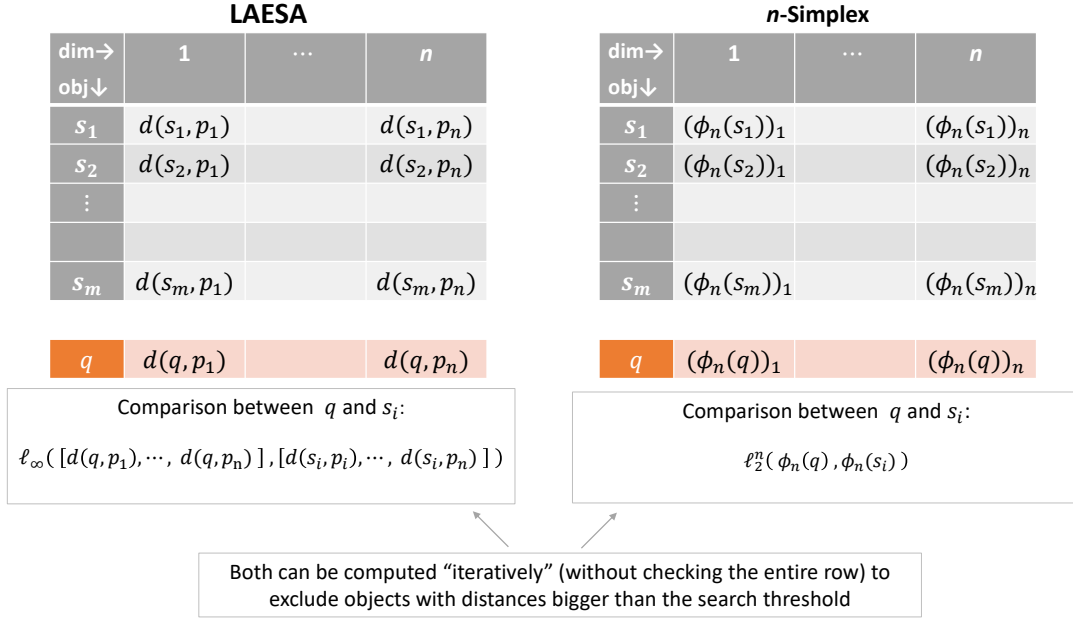 LAESA
dim→ 1 ⋯ n
obj↓
s₁ d(s₁, p₁) d(s₁, pₙ)
s₂ d(s₂, p₁) d(s₂, pₙ)
⋮
sₘ d(sₘ, p₁) d(sₘ, pₙ)
q d(q, p₁) d(q, pₙ)
Comparison between q and sᵢ:
ℓ∞( [d(q, p₁), ⋯, d(q, pₙ) ] , [d(sᵢ, pᵢ), ⋯, d(sᵢ, pₙ) ] )
n-Simplex
dim→ 1 ⋯ n
obj↓
s₁ (ϕₙ(s₁))₁ (ϕₙ(s₁))ₙ
s₂ (ϕₙ(s₂))₁ (ϕₙ(s₂))ₙ
⋮
sₘ (ϕₙ(sₘ))₁ (ϕₙ(sₘ))ₙ
q (ϕₙ(q))₁ (ϕₙ(q))ₙ
Comparison between q and sᵢ:
ℓ₂ⁿ( ϕₙ(q) , ϕₙ(sᵢ) )
Both can be computed “iteratively” (without checking the entire row) to
exclude objects with distances bigger than the search threshold